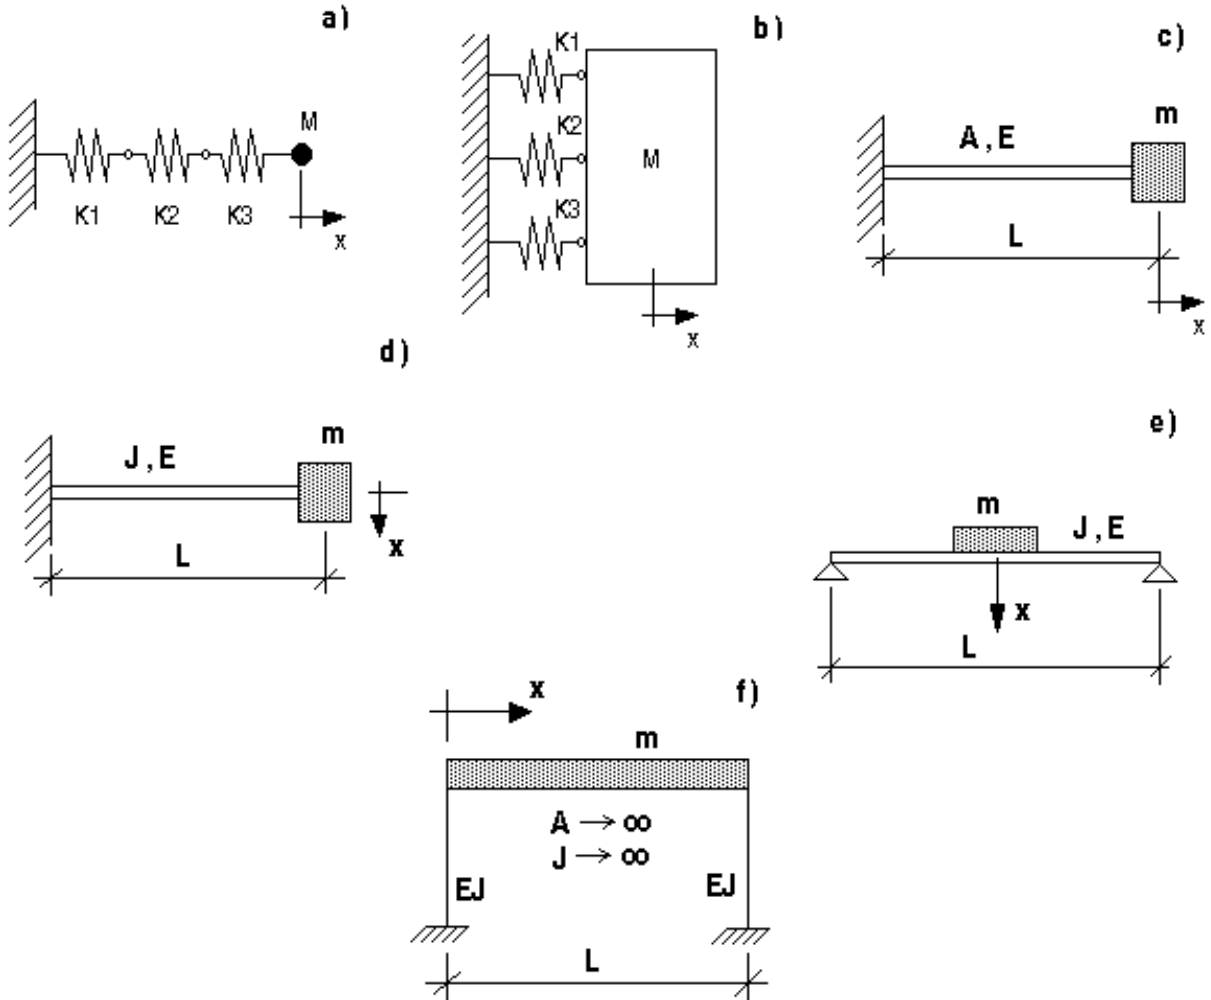 a)
M
K1 K2 K3
x
b)
K1
K2
M
K3
x
c)
m
A , E
L
x
d)
m
J , E
x
L
e)
m
J , E
x
L
f)
x
m
A → ∞
J → ∞
EJ EJ
L